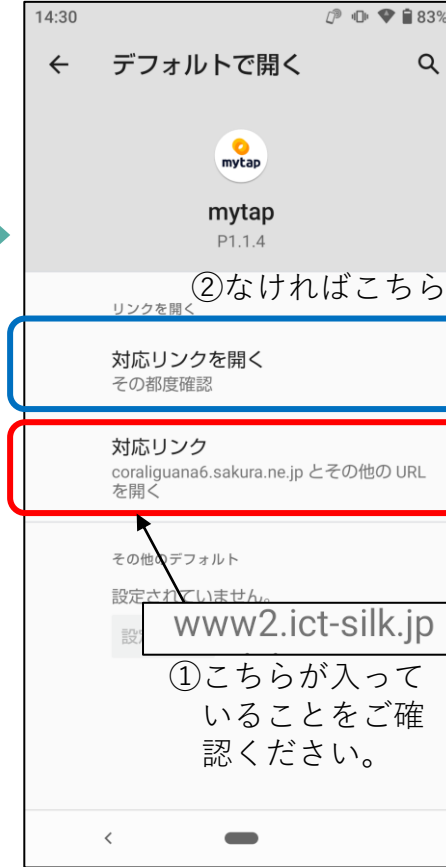 14:30
83%
デフォルトで開く
mytap
mytap
P1.1.4
②なければこちら
リンクを開く
対応リンクを開く
その都度確認
対応リンク
coraliguana6.sakura.ne.jp とその他の URL
を開く
その他のデフォルト
設定されていません。
www2.ict-silk.jp
①こちらが入って
いることをご確
認ください。